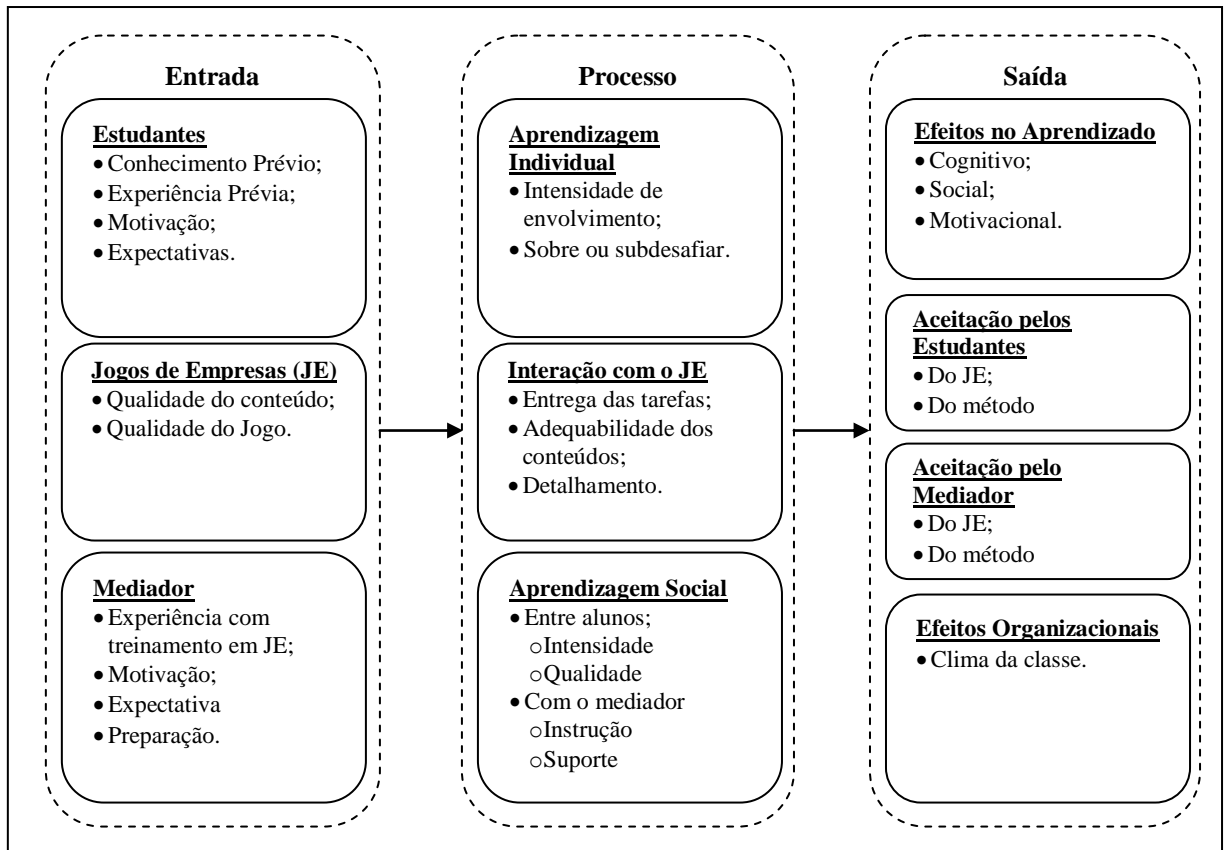 Entrada
Estudantes
• Conhecimento Prévio;
• Experiência Prévia;
• Motivação;
• Expectativas.
Jogos de Empresas (JE)
• Qualidade do conteúdo;
• Qualidade do Jogo.
Mediador
• Experiência com
treinamento em JE;
• Motivação;
• Expectativa
• Preparação.
Processo
Aprendizagem
Individual
• Intensidade de
envolvimento;
• Sobre ou subdesafiar.
Interação com o JE
• Entrega das tarefas;
• Adequabilidade dos
conteúdos;
• Detalhamento.
Aprendizagem Social
• Entre alunos;
o Intensidade
o Qualidade
• Com o mediador
o Instrução
o Suporte
Saída
Efeitos no Aprendizado
• Cognitivo;
• Social;
• Motivacional.
Aceitação pelos
Estudantes
• Do JE;
• Do método
Aceitação pelo
Mediador
• Do JE;
• Do método
Efeitos Organizacionais
• Clima da classe.